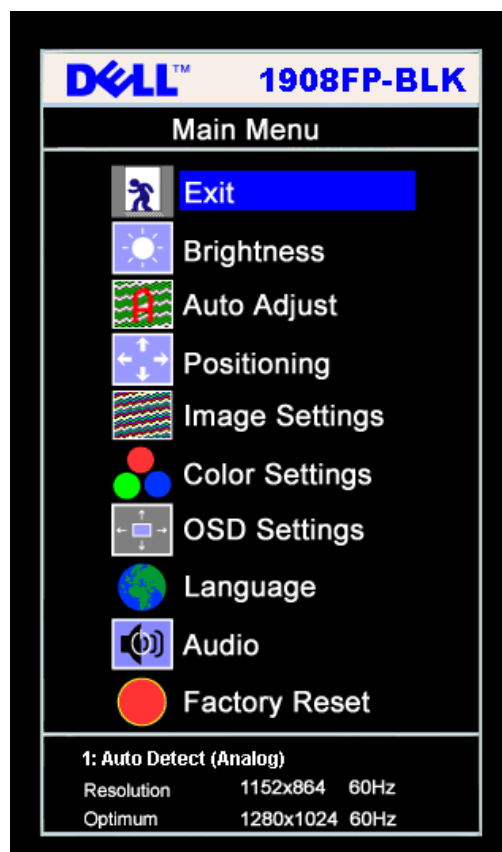 DELL™ 1908FP-BLK
Main Menu
Exit
Brightness
A
Auto Adjust
Positioning
Image Settings
Color Settings
OSD Settings
Language
Audio
Factory Reset
1: Auto Detect (Analog)
Resolution 1152x864 60Hz
Optimum 1280x1024 60Hz